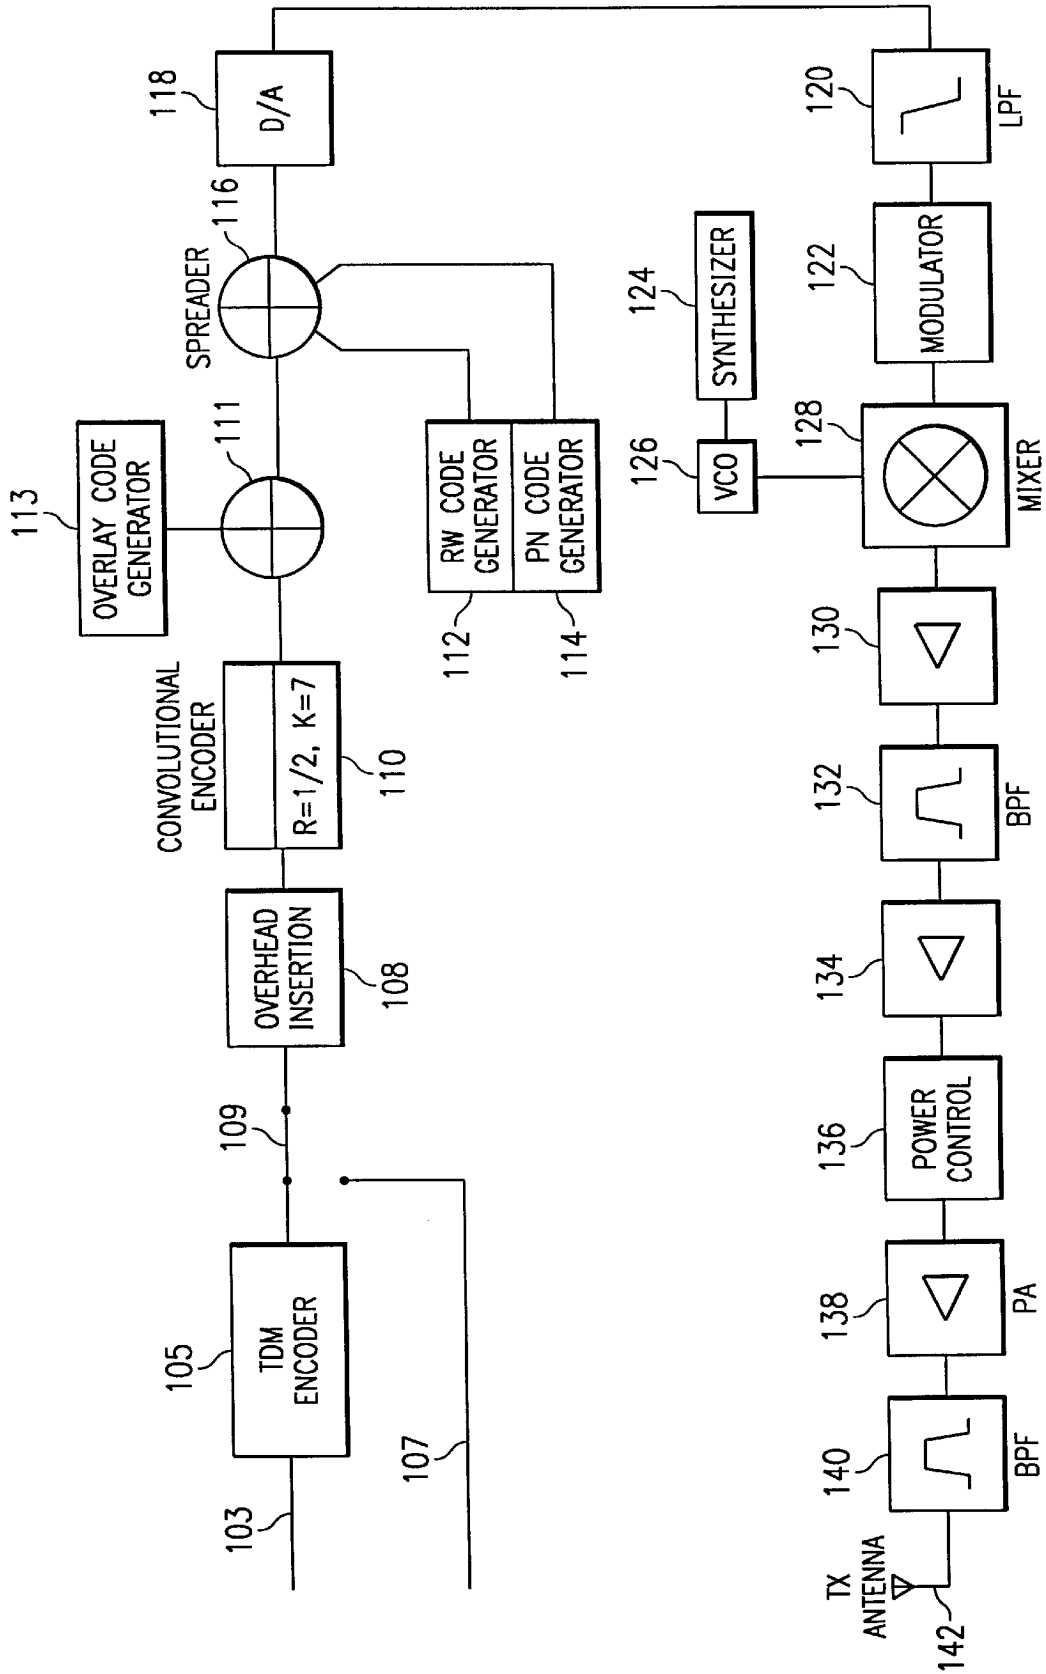 113
OVERLAY CODE
GENERATOR
111
SPREADER
116
118
D/A
CONVOLUTIONAL
ENCODER
R=1/2, K=7
110
OVERHEAD
INSERTION
108
109
105
TDM
ENCODER
103
107
112
RW CODE
GENERATOR
PN CODE
GENERATOR
114
124
SYNTHESIZER
126
VCO
120
LPF
122
MODULATOR
128
MIXER
130
132
BPF
134
136
POWER
CONTROL
138
PA
140
BPF
TX
ANTENNA
142